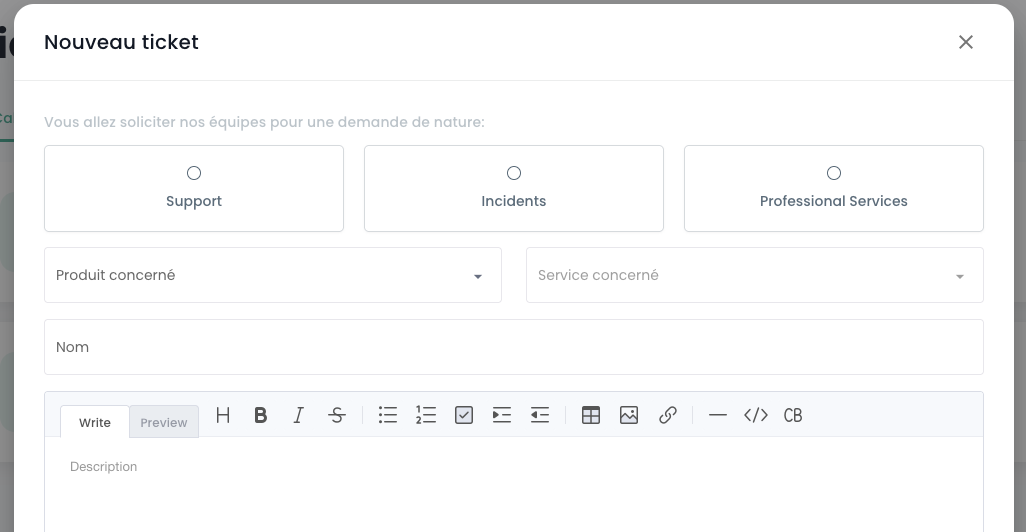 Nouveau ticket
Vous allez soliciter nos équipes pour une demande de nature:
Support
Incidents
Professional Services
Produit concerné
Service concerné
Nom
Write
Preview
H B I S </> CB
Description